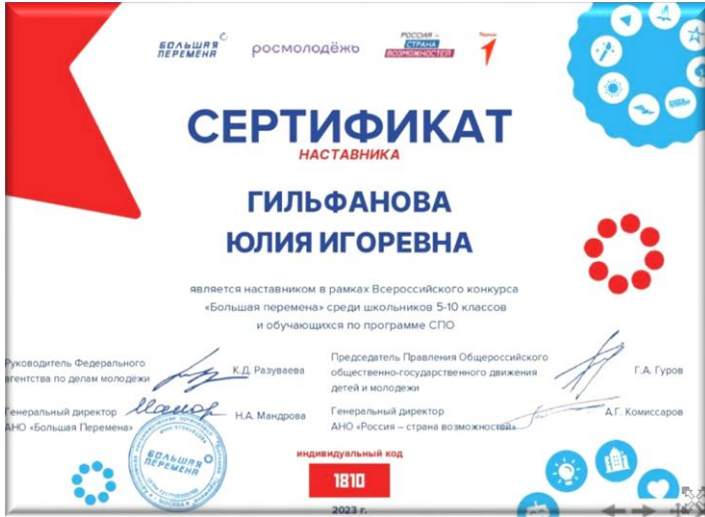 БОЛЬШАЯ
ПЕРЕМЕНА
росмолодёжь
РОССИЯ –
СТРАНА
ВОЗМОЖНОСТЕЙ
СЕРТИФИКАТ
НАСТАВНИКА
ГИЛЬФАНОВА
ЮЛИЯ ИГОРЕВНА
является наставником в рамках Всероссийского конкурса
«Большая перемена» среди школьников 5-10 классов
и обучающихся по программе СПО
Руководитель Федерального
агентства по делам молодёжи
К.Д. Разуваева
Председатель Правления Общероссийского
общественно-государственного движения
детей и молодежи
Г.А. Гуров
Генеральный директор
АНО «Большая Перемена»
Н.А. Мандрова
Генеральный директор
АНО «Россия – страна возможностей»
А.Г. Комиссаров
БОЛЬШАЯ
ПЕРЕМЕНА
индивидуальный код
1810
2023 г.